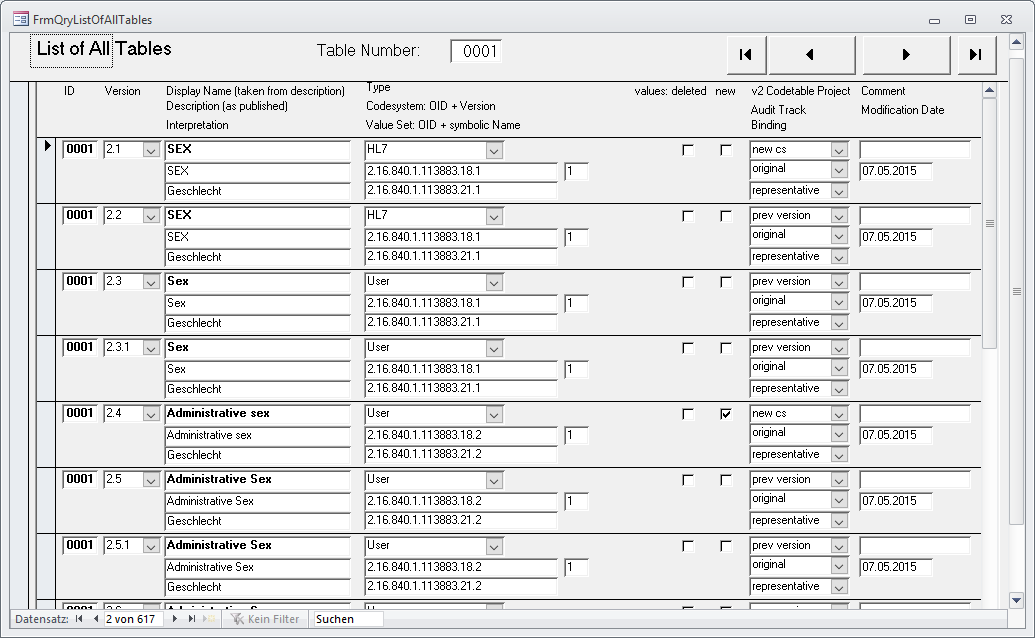 FrmQryListOfAllTables
List of All Tables Table Number: 0001
ID Version Display Name (taken from description) Type values: deleted new v2 Codetable Project Comment
Description (as published) Codesystem: OID + Version Audit Track Modification Date
Interpretation Value Set: OID + symbolic Name Binding
0001 2.1 SEX HL7 new cs
SEX 2.16.840.1.113883.18.1 1 original 07.05.2015
Geschlecht 2.16.840.1.113883.21.1 representative
0001 2.2 SEX HL7 prev version
SEX 2.16.840.1.113883.18.1 1 original 07.05.2015
Geschlecht 2.16.840.1.113883.21.1 representative
0001 2.3 Sex User prev version
Sex 2.16.840.1.113883.18.1 1 original 07.05.2015
Geschlecht 2.16.840.1.113883.21.1 representative
0001 2.3.1 Sex User prev version
Sex 2.16.840.1.113883.18.1 1 original 07.05.2015
Geschlecht 2.16.840.1.113883.21.1 representative
0001 2.4 Administrative sex User new cs
Administrative sex 2.16.840.1.113883.18.2 1 original 07.05.2015
Geschlecht 2.16.840.1.113883.21.2 representative
0001 2.5 Administrative Sex User prev version
Administrative Sex 2.16.840.1.113883.18.2 1 original 07.05.2015
Geschlecht 2.16.840.1.113883.21.2 representative
0001 2.5.1 Administrative Sex User prev version
Administrative Sex 2.16.840.1.113883.18.2 1 original 07.05.2015
Geschlecht 2.16.840.1.113883.21.2 representative
Datensatz: 2 von 617 Kein Filter Suchen